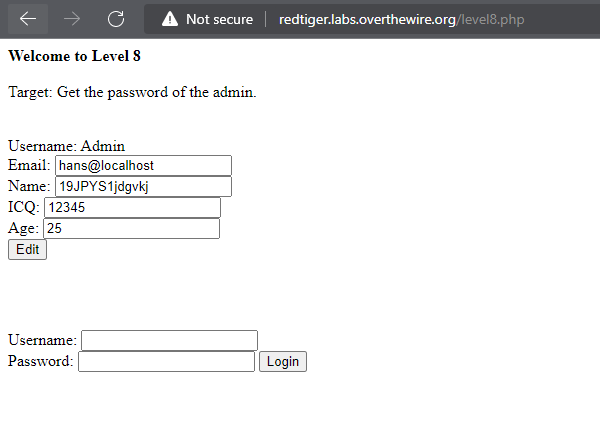 Not secure | redtiger.labs.overthewire.org/level8.php
Welcome to Level 8
Target: Get the password of the admin.
Username: Admin
Email: hans@localhost
Name: 19JPYS1jdgvkj
ICQ: 12345
Age: 25
Edit
Username:
Password: Login